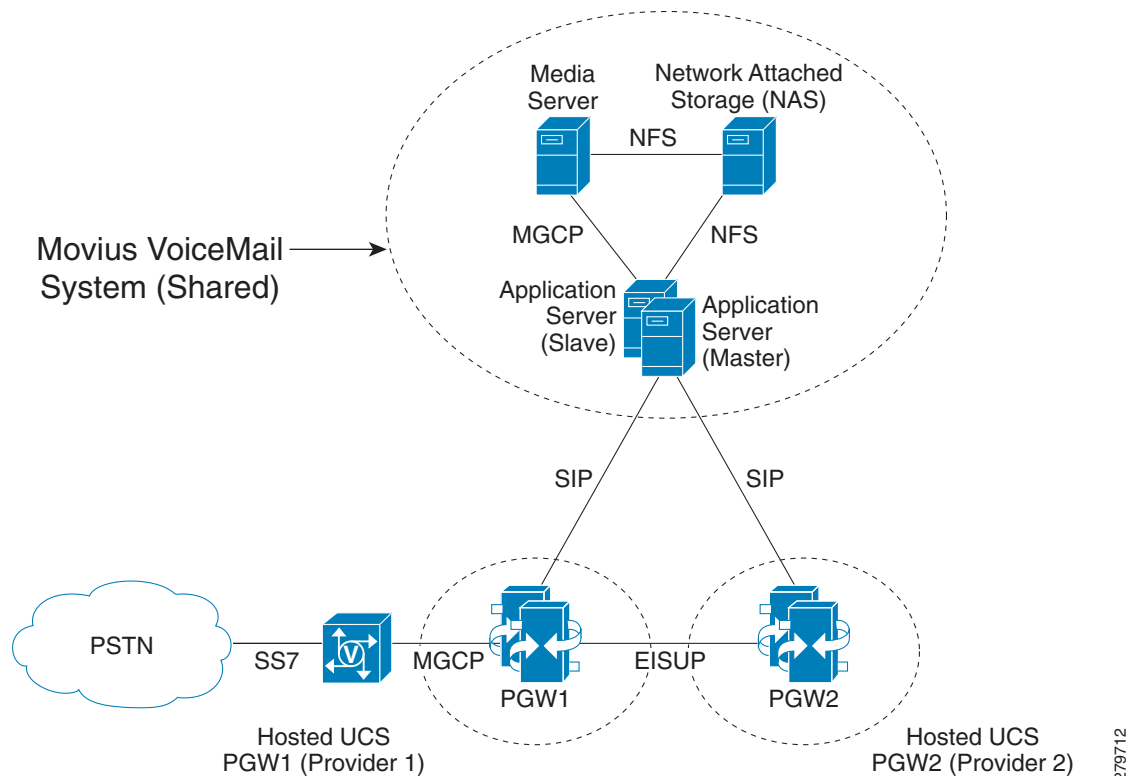 Media
Server
Network Attached
Storage (NAS)
NFS
MGCP
NFS
Movius VoiceMail
System (Shared)
Application
Server
(Slave)
Application
Server
(Master)
SIP
SIP
PSTN
SS7
V
MGCP
EISUP
PGW1
PGW2
Hosted UCS
PGW1 (Provider 1)
Hosted UCS
PGW2 (Provider 2)
279712